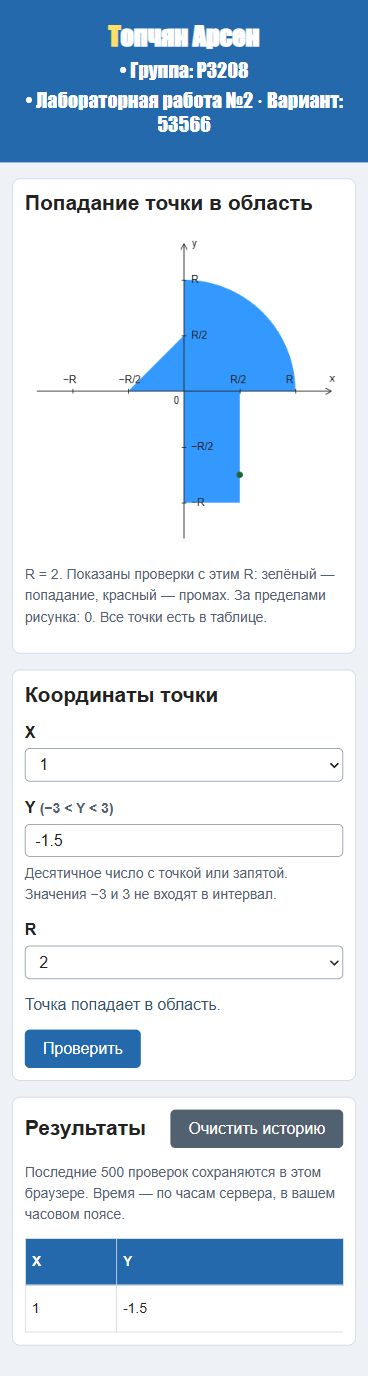 Топчян Арсен
• Группа: P3208
• Лабораторная работа №2 · Вариант:
53566
Попадание точки в область
y
R
R/2
−R
−R/2
R/2
R
x
0
−R/2
−R
R = 2. Показаны проверки с этим R: зелёный —
попадание, красный — промах. За пределами
рисунка: 0. Все точки есть в таблице.
Координаты точки
X
1
Y (−3 < Y < 3)
-1.5
Десятичное число с точкой или запятой.
Значения −3 и 3 не входят в интервал.
R
2
Точка попадает в область.
Проверить
Результаты
Очистить историю
Последние 500 проверок сохраняются в этом
браузере. Время — по часам сервера, в вашем
часовом поясе.
X Y
1 -1.5